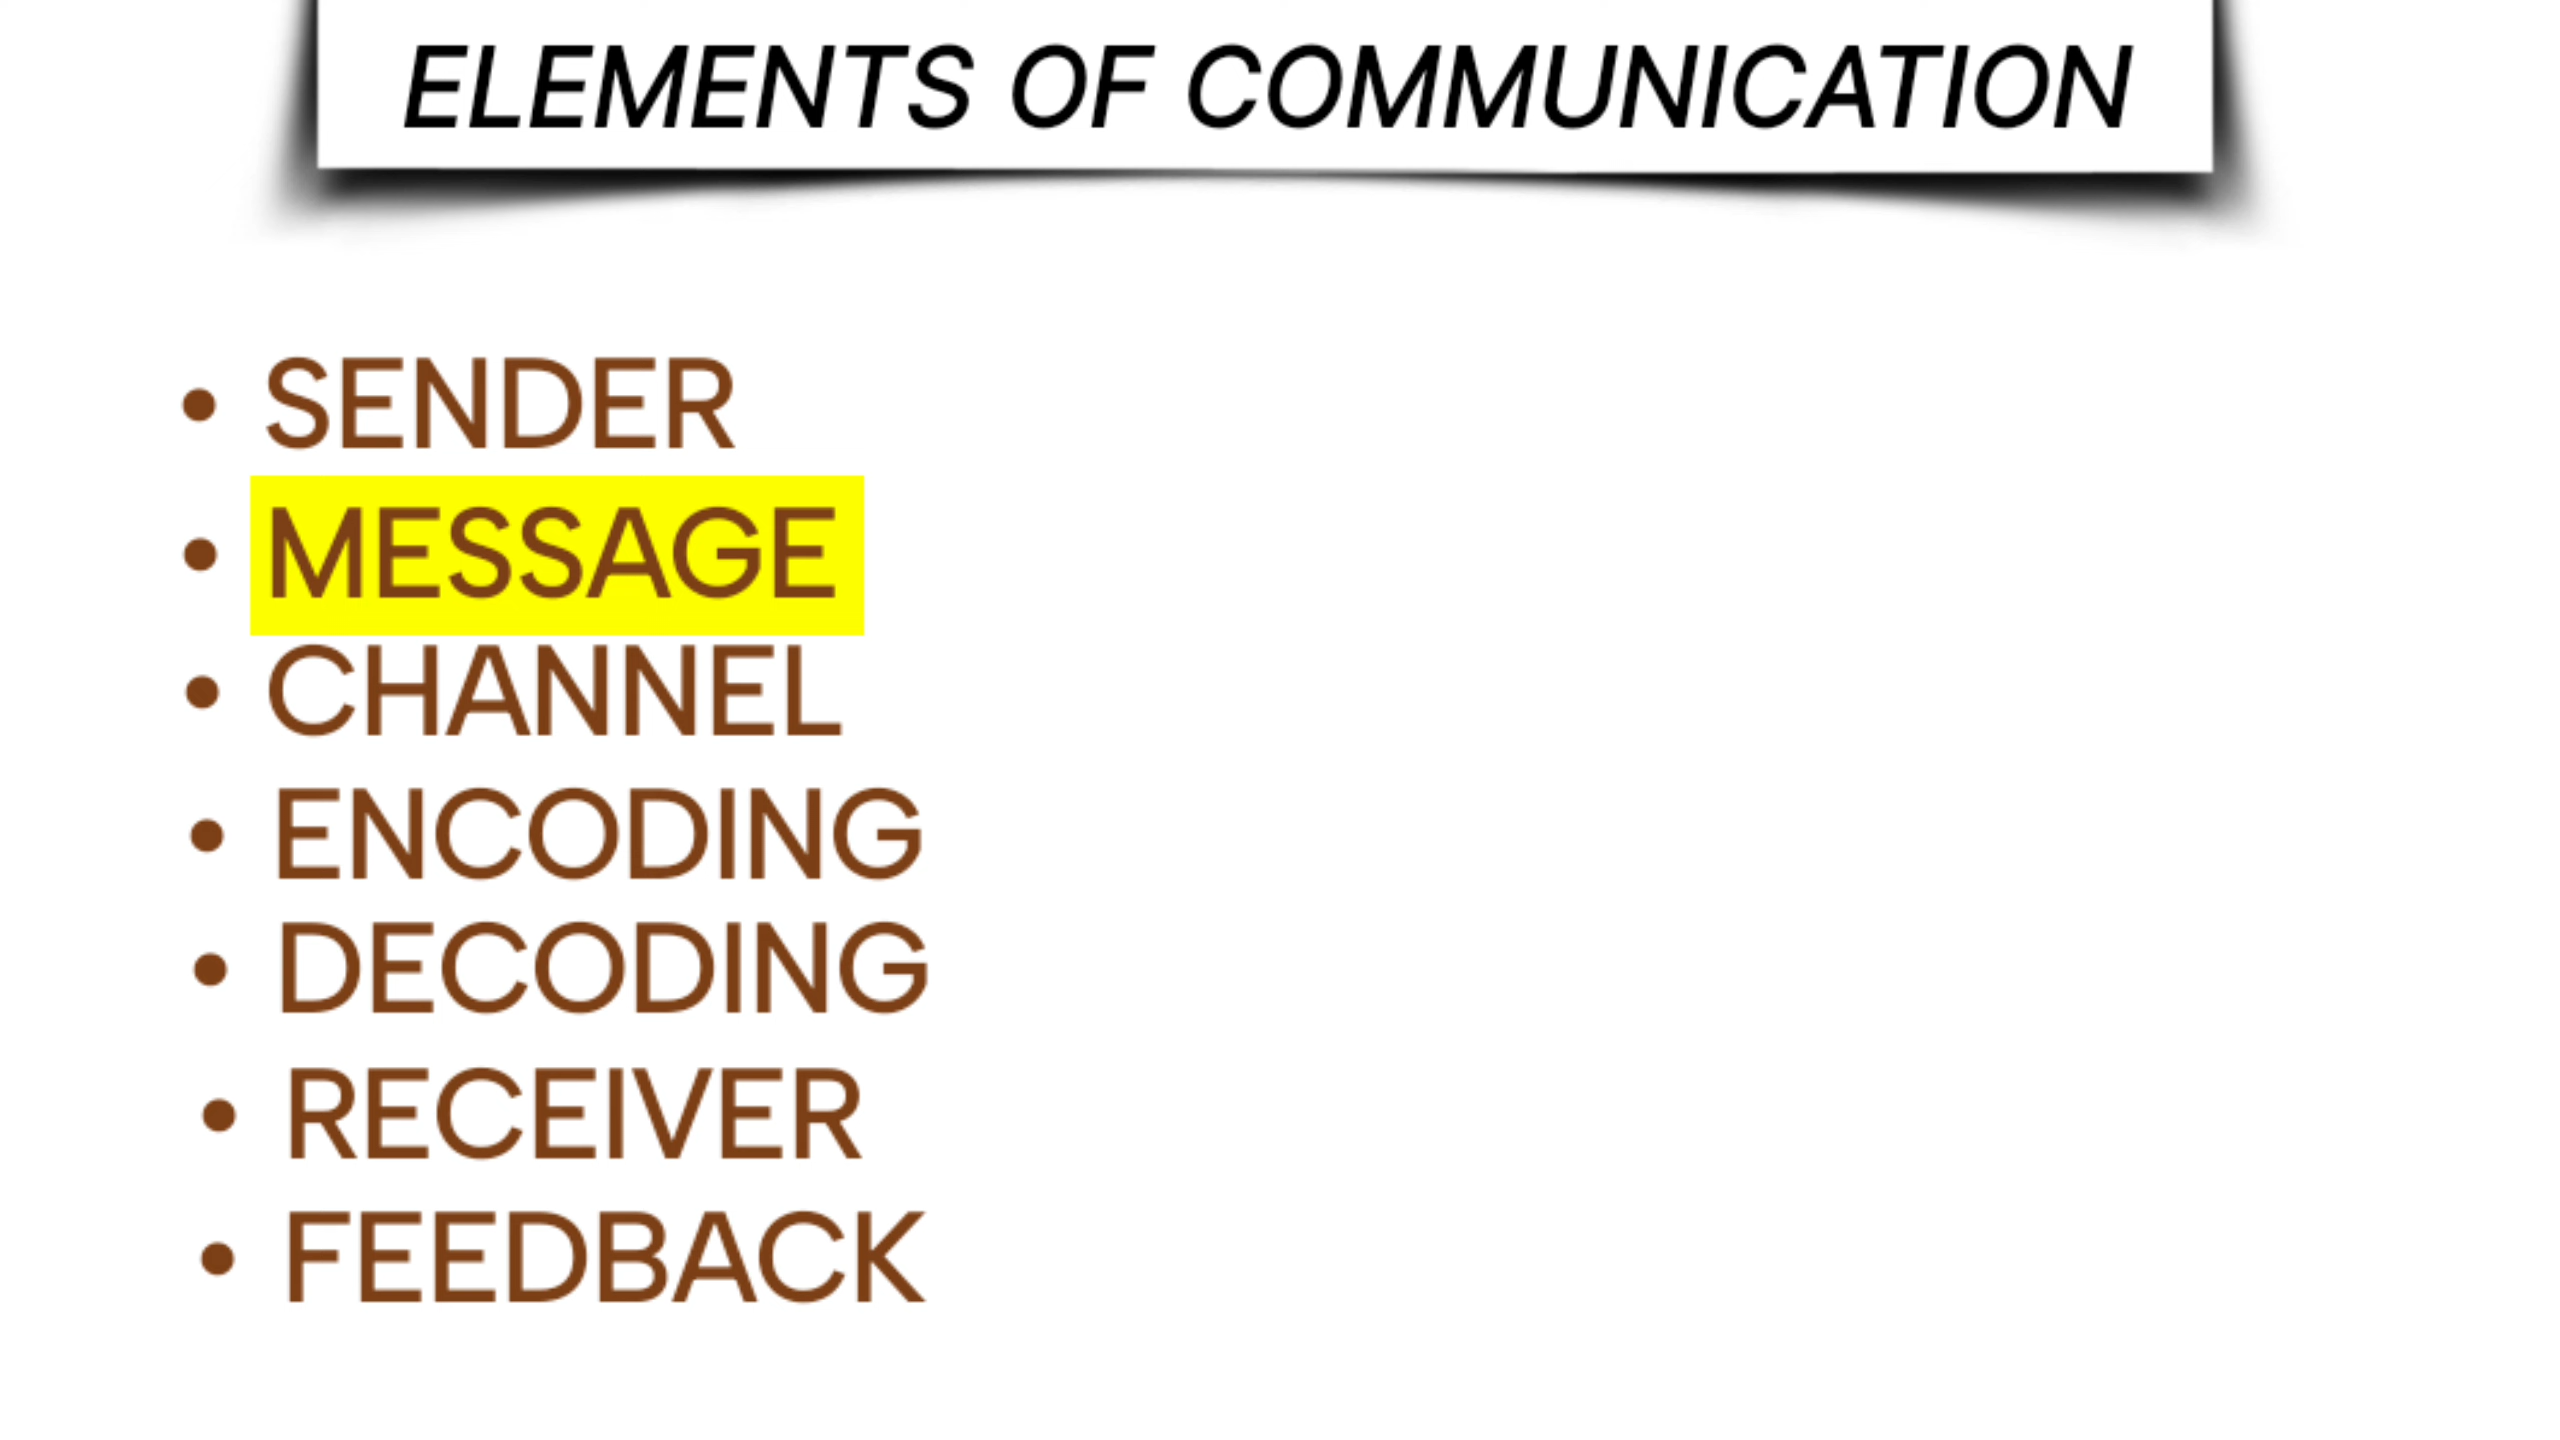 ELEMENTS OF COMMUNICATION
• SENDER
• MESSAGE
• CHANNEL
• ENCODING
• DECODING
• RECEIVER
• FEEDBACK